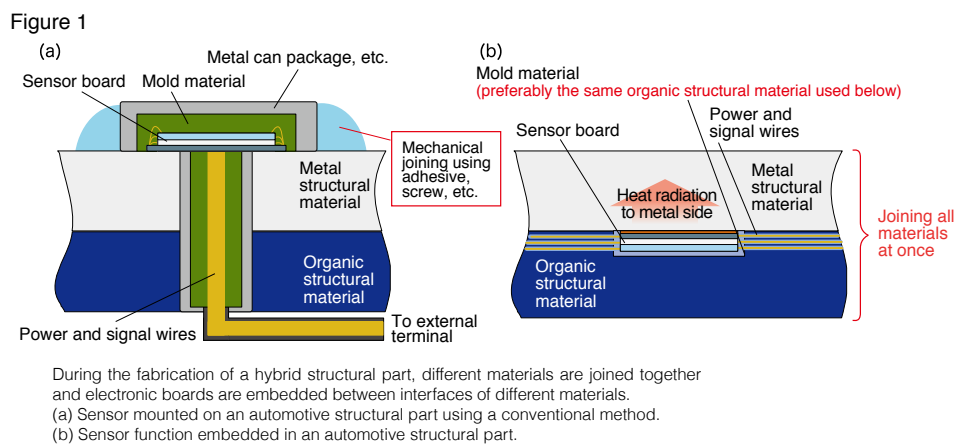 Figure 1
(a)
Metal can package, etc.
Sensor board
Mold material
Mechanical
joining using
adhesive,
screw, etc.
Metal
structural
material
Organic
structural
material
Power and signal wires
To external
terminal
(b)
Mold material
(preferably the same organic structural material used below)
Power and
signal wires
Sensor board
Metal
structural
material
Heat radiation
to metal side
Joining all
materials
at once
Organic
structural
material
During the fabrication of a hybrid structural part, different materials are joined together
and electronic boards are embedded between interfaces of different materials.
(a) Sensor mounted on an automotive structural part using a conventional method.
(b) Sensor function embedded in an automotive structural part.